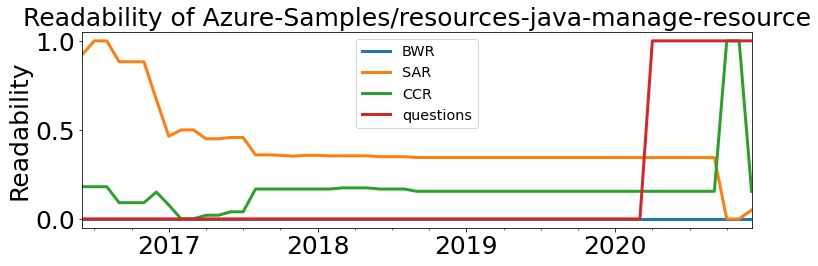 Readability of Azure-Samples/resources-java-manage-resource
Readability
1.0
0.5
0.0
BWR
SAR
CCR
questions
2017 2018 2019 2020